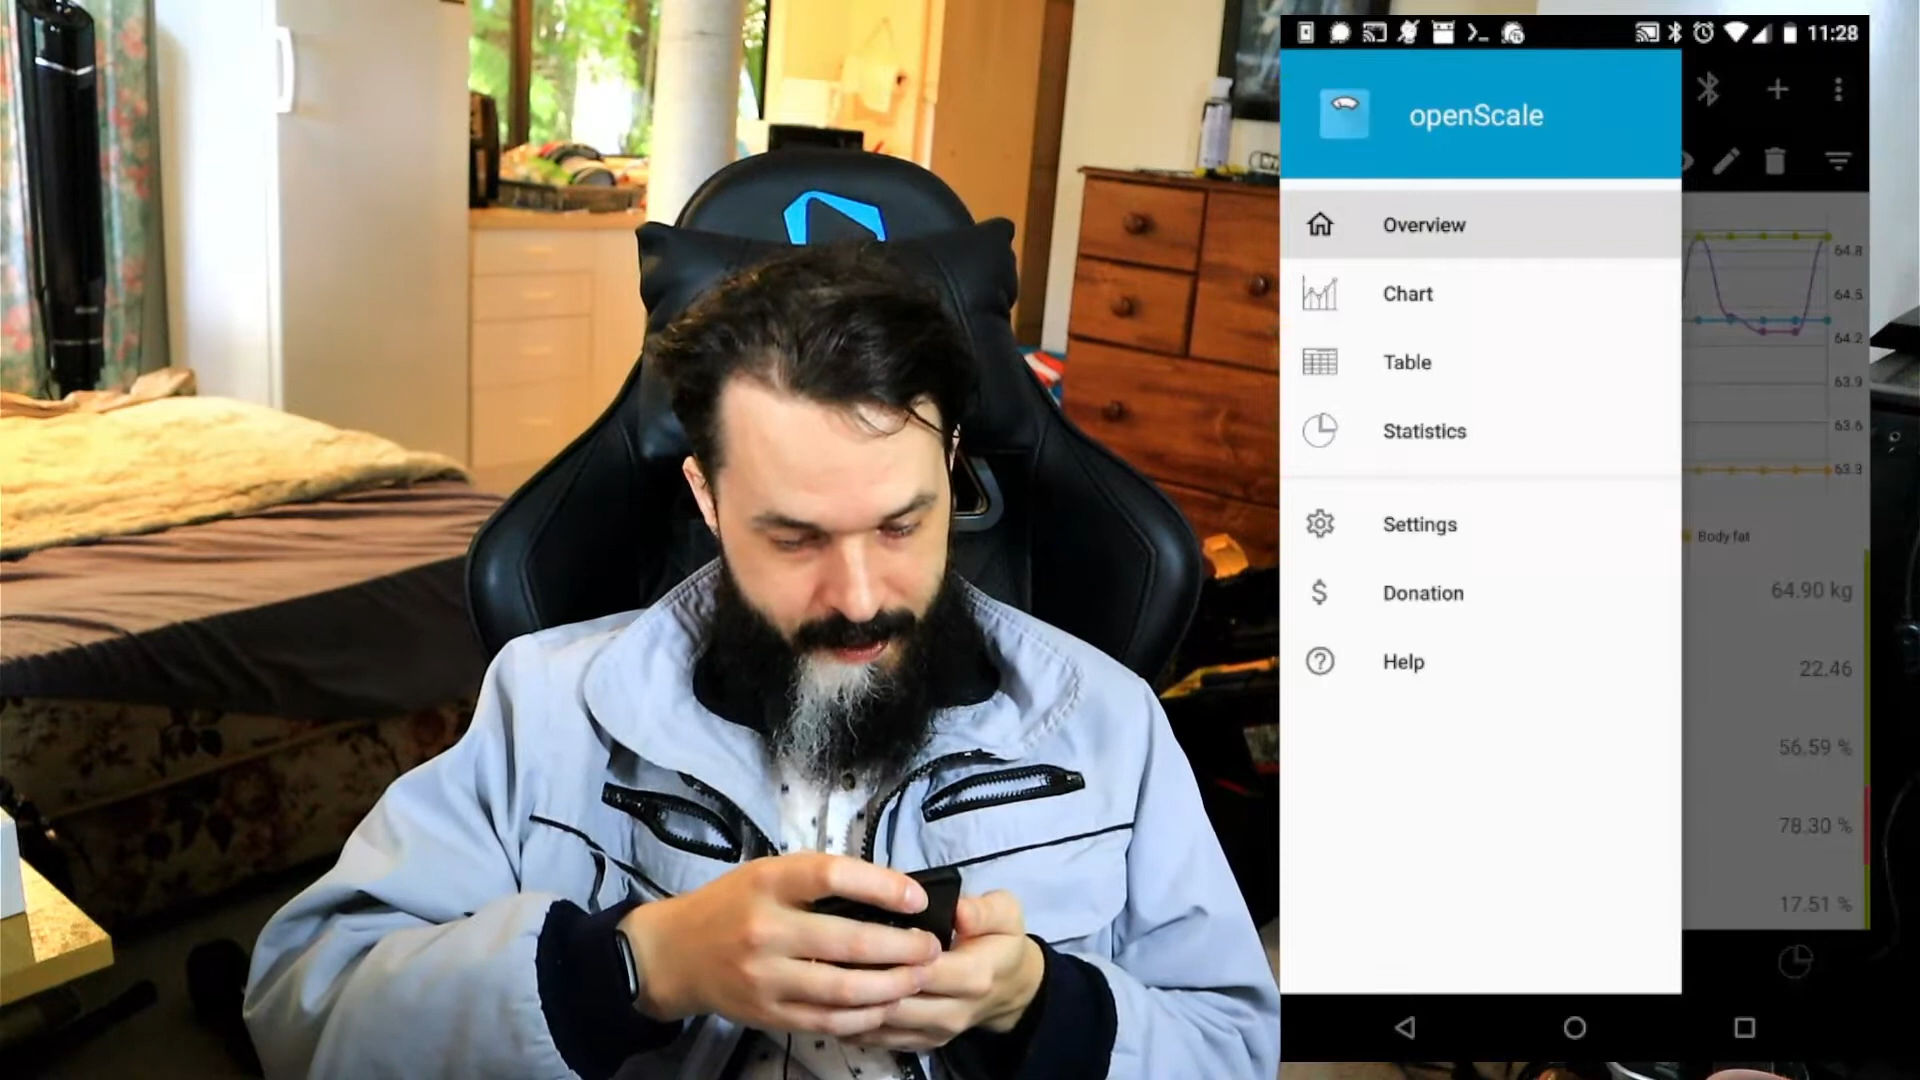 11:28
openScale
Overview
Chart
Table
Statistics
Settings
Donation
Help
64.8
64.5
64.2
63.9
63.6
63.3
Body fat
64.90 kg
22.46
56.59 %
78.30 %
17.51 %